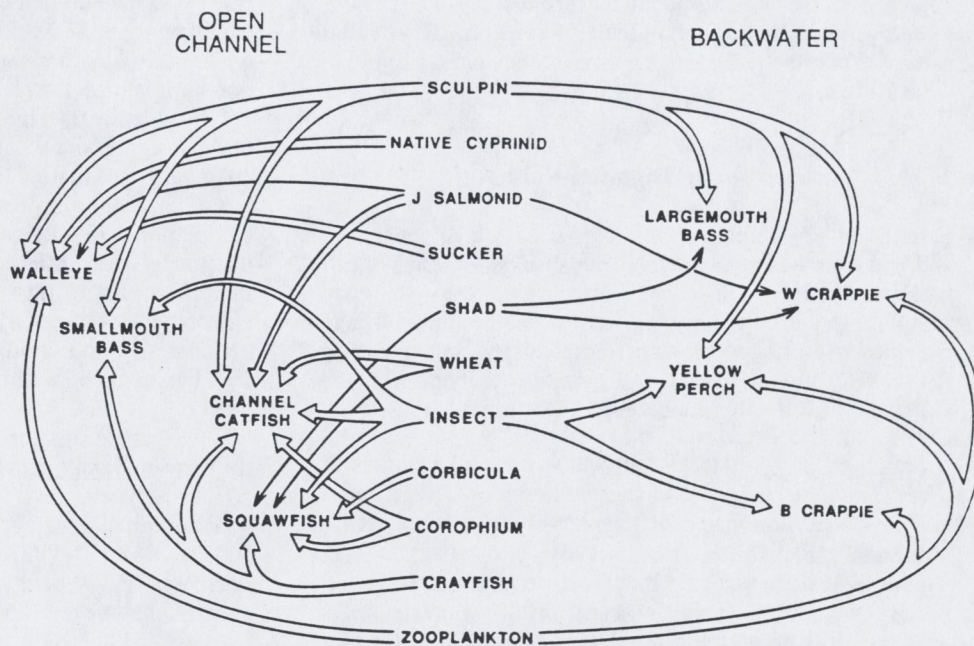 OPEN
CHANNEL
BACKWATER
SCULPIN
NATIVE CYPRINID
J SALMONID
LARGEMOUTH
BASS
SUCKER
WALLEYE
W CRAPPIE
SHAD
SMALLMOUTH
BASS
WHEAT
YELLOW
PERCH
CHANNEL
CATFISH
INSECT
CORBICULA
B CRAPPIE
SQUAWFISH
COROPHIUM
CRAYFISH
ZOOPLANKTON